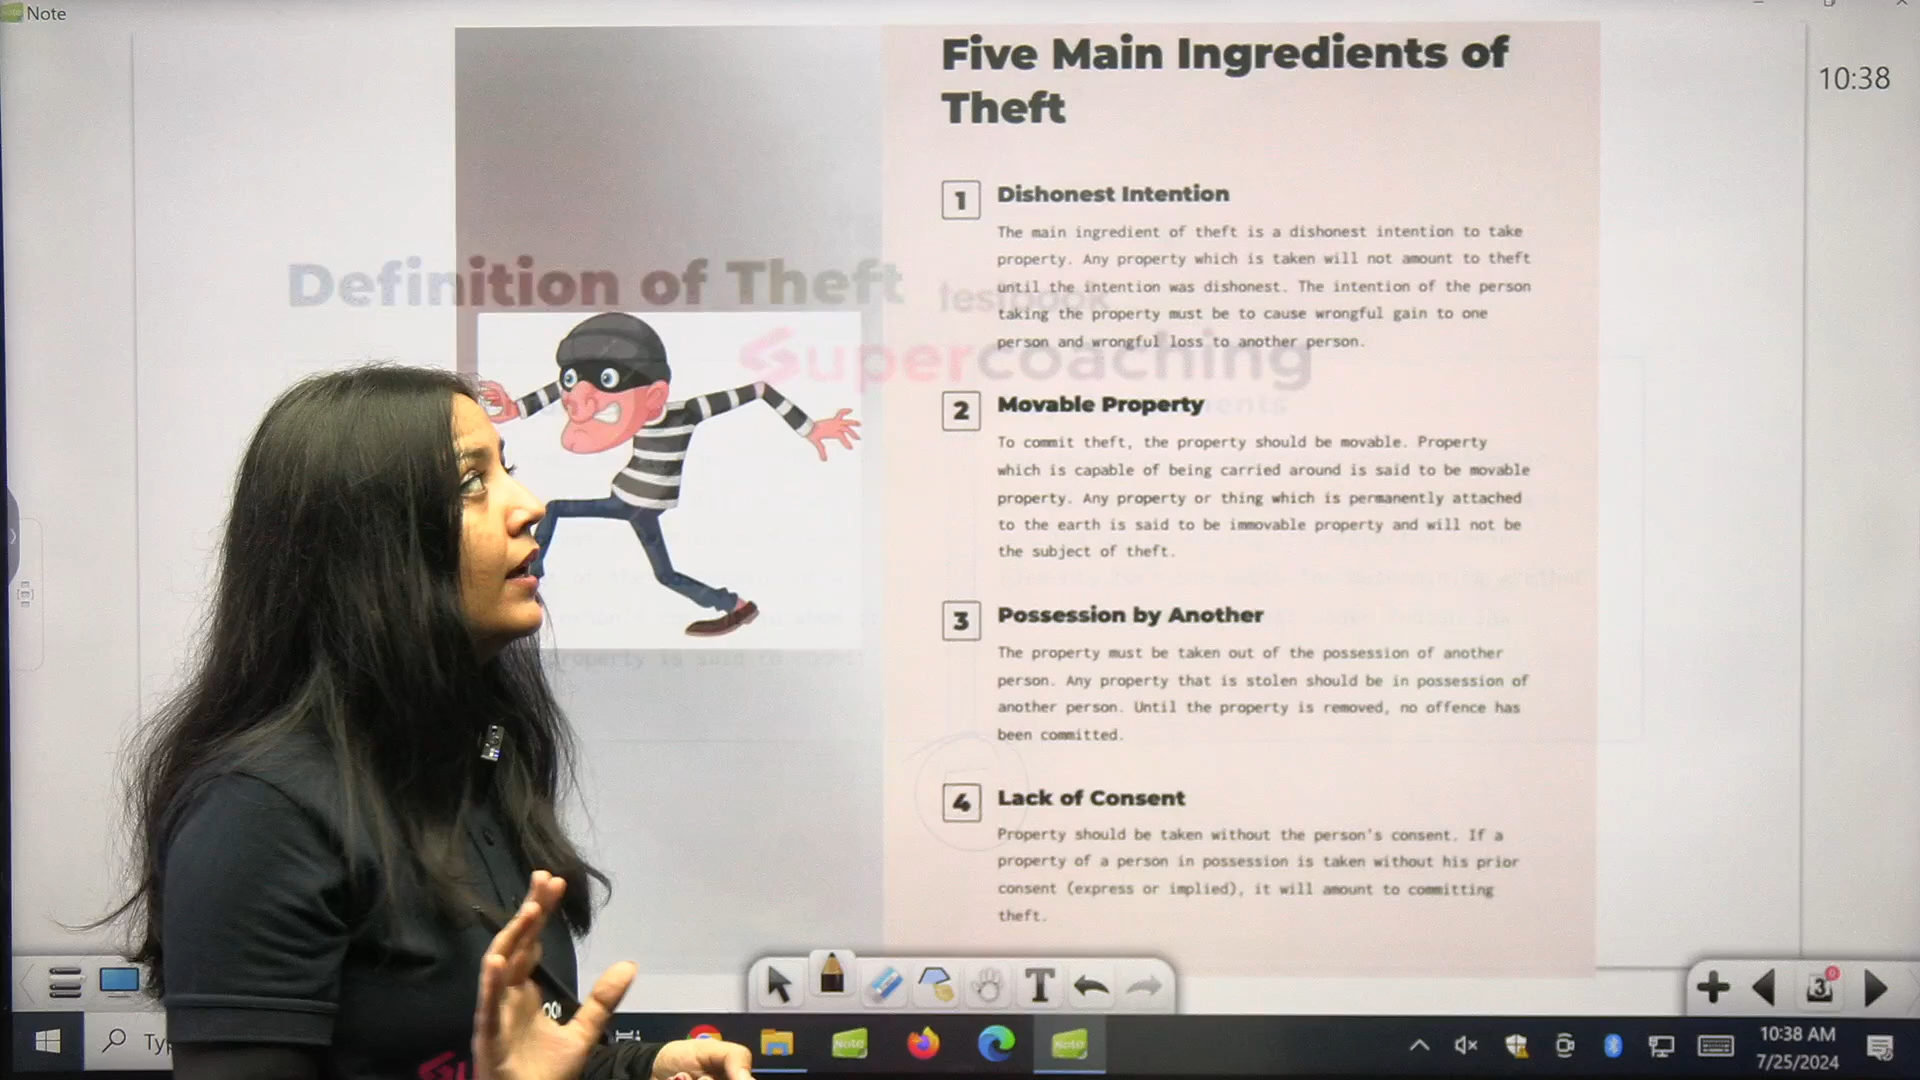 Note
10:38
Five Main Ingredients of
Theft
1 Dishonest Intention
The main ingredient of theft is a dishonest intention to take
property. Any property which is taken will not amount to theft
until the intention was dishonest. The intention of the person
taking the property must be to cause wrongful gain to one
person and wrongful loss to another person.
Definition of Theft
testbook
Supercoaching
2 Movable Property
To commit theft, the property should be movable. Property
which is capable of being carried around is said to be movable
property. Any property or thing which is permanently attached
to the earth is said to be immovable property and will not be
the subject of theft.
3 Possession by Another
The property must be taken out of the possession of another
person. Any property that is stolen should be in possession of
another person. Until the property is removed, no offence has
been committed.
property is said to
4 Lack of Consent
Property should be taken without the person's consent. If a
property of a person in possession is taken without his prior
consent (express or implied), it will amount to committing
theft.
T
3
0
Note
Note
10:38 AM
7/25/2024